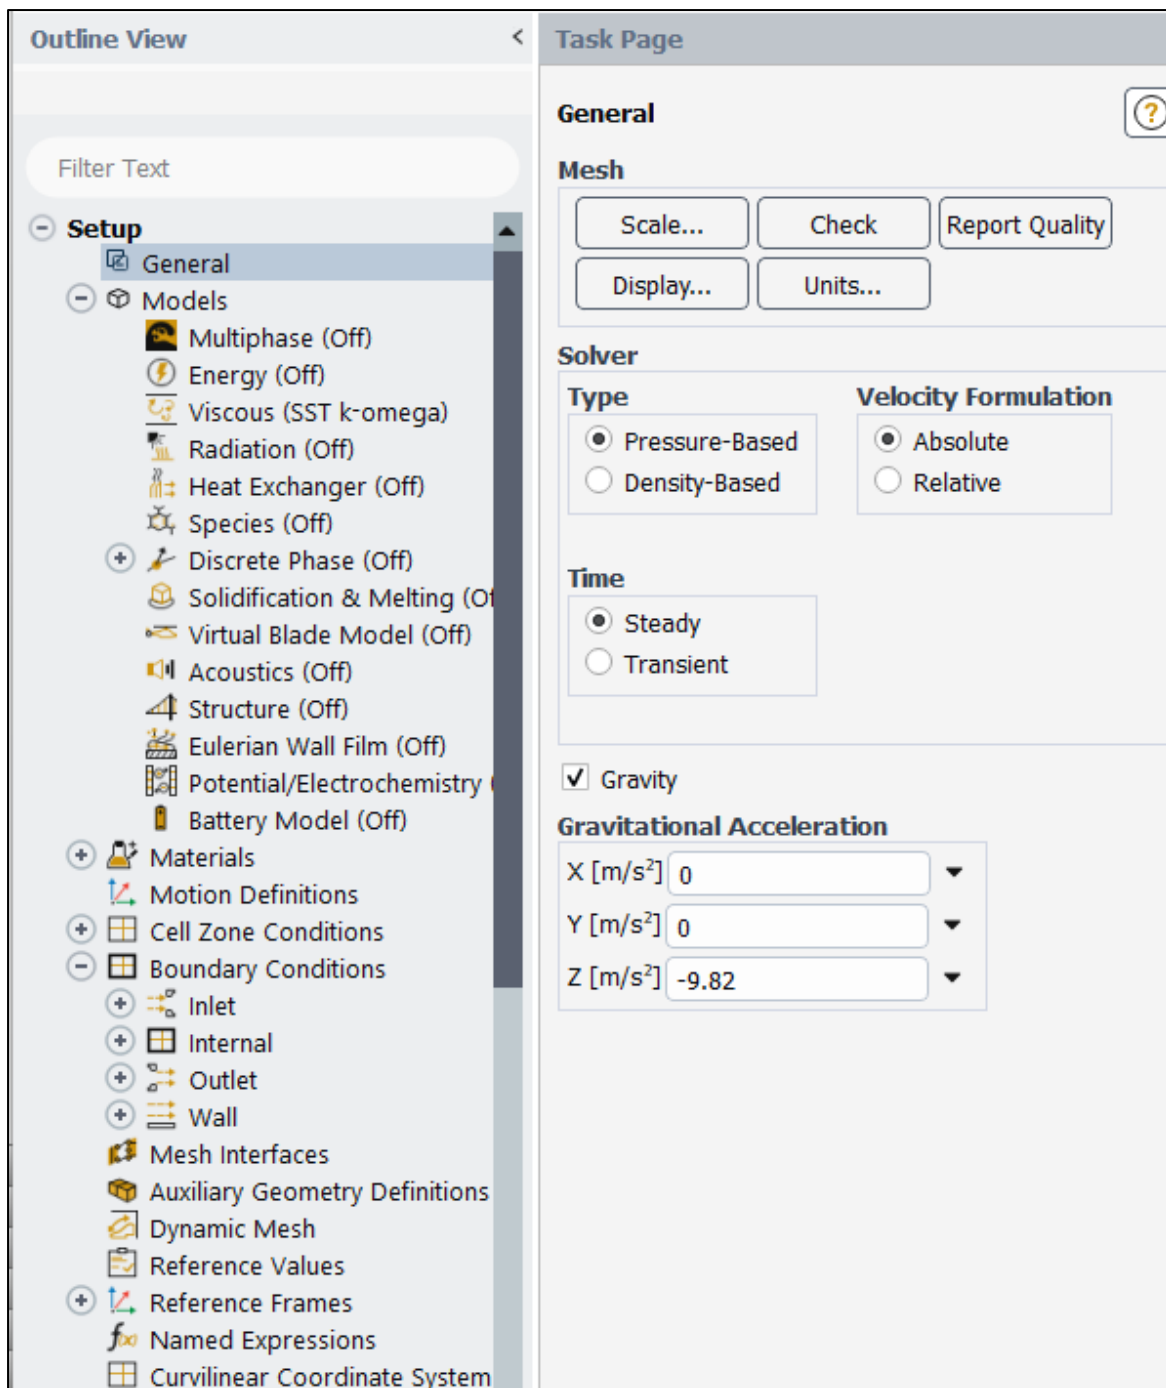 Outline View <
Filter Text
Setup
General
Models
Multiphase (Off)
Energy (Off)
Viscous (SST k-omega)
Radiation (Off)
Heat Exchanger (Off)
Species (Off)
Discrete Phase (Off)
Solidification & Melting (Of
Virtual Blade Model (Off)
Acoustics (Off)
Structure (Off)
Eulerian Wall Film (Off)
Potential/Electrochemistry (
Battery Model (Off)
Materials
Motion Definitions
Cell Zone Conditions
Boundary Conditions
Inlet
Internal
Outlet
Wall
Mesh Interfaces
Auxiliary Geometry Definitions
Dynamic Mesh
Reference Values
Reference Frames
Named Expressions
Curvilinear Coordinate System
Task Page
General ?
Mesh
Scale... Check Report Quality
Display... Units...
Solver
Type Velocity Formulation
Pressure-Based Absolute
Density-Based Relative
Time
Steady
Transient
Gravity
Gravitational Acceleration
X [m/s²] 0
Y [m/s²] 0
Z [m/s²] -9.82